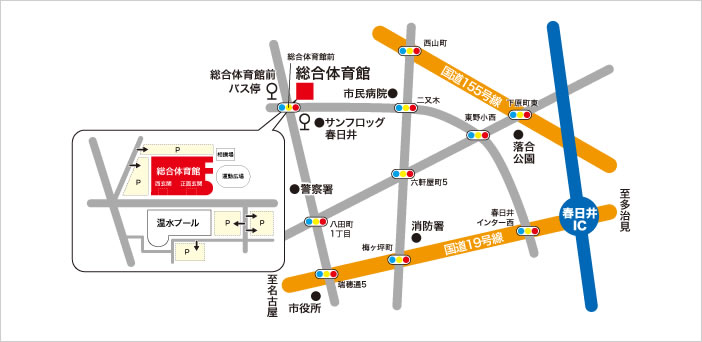 西山町
国道155号線
総合体育館前
総合体育館
総合体育館前
バス停
市民病院
二又木
下原町東
東野小西
サンフロッグ
春日井
落合
公園
P
相撲場
総合体育館
西玄関
正面玄関
P
P
運動広場
温水プール
P
P
P
警察署
六軒屋町5
至多治見
春日井
IC
八田町
1丁目
消防署
春日井
インター西
国道19号線
梅ヶ坪町
至名古屋
瑞穂通5
市役所